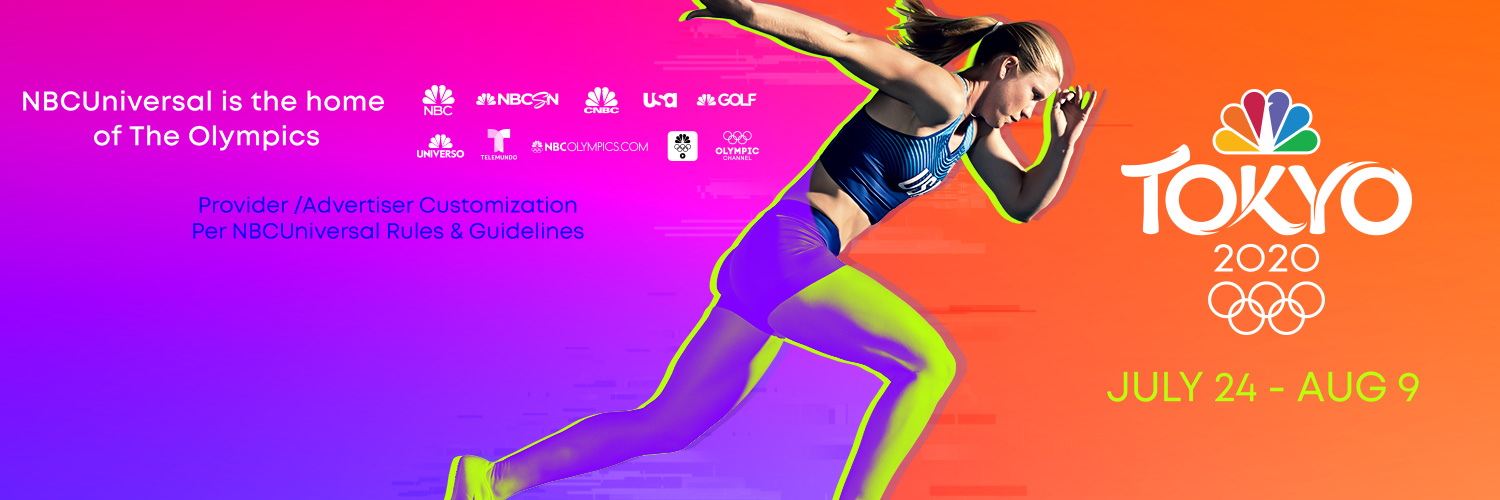 NBCUniversal is the home
of The Olympics
NBC NBCSN CNBC USA GOLF
UNIVERSO TELEMUNDO NBCOLYMPICS.COM OLYMPIC
CHANNEL
Provider /Advertiser Customization
Per NBCUniversal Rules & Guidelines
US
TOKYO
2020
JULY 24 - AUG 9